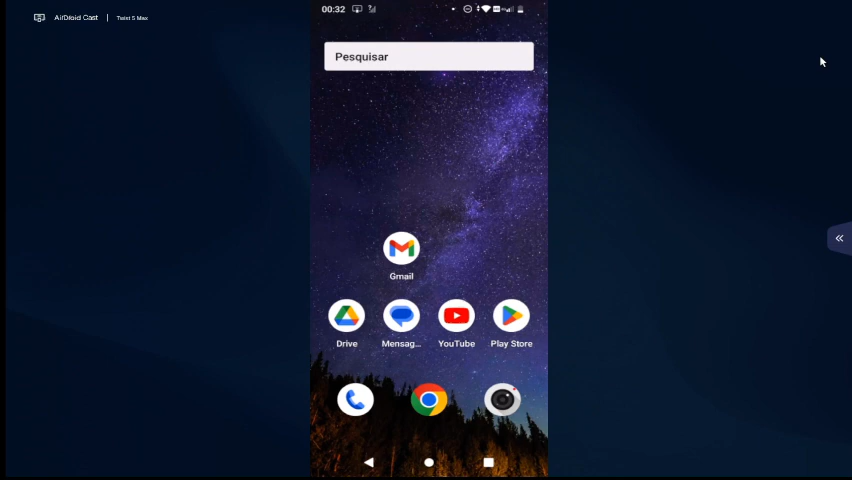 AirDroid Cast | Twist 5 Max
00:32
Pesquisar
Gmail
Drive Mensag... YouTube Play Store